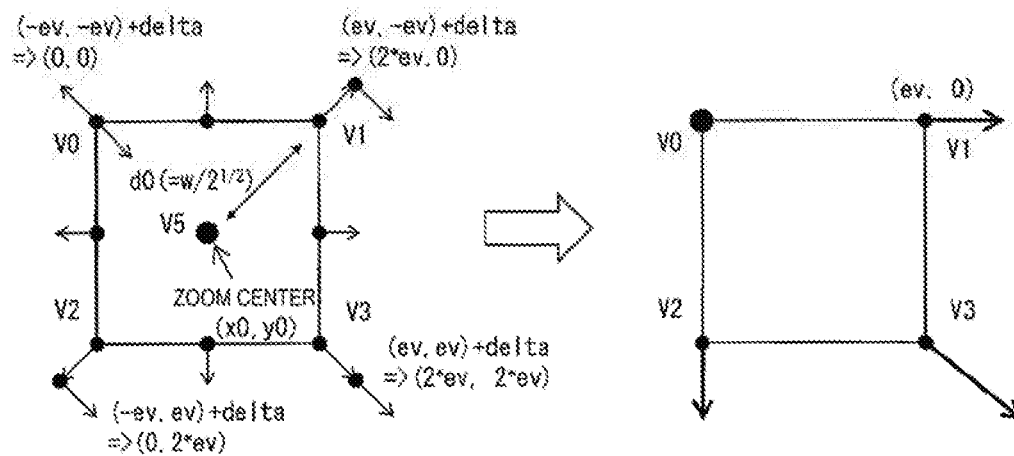 (-ev, -ev)+delta
=>(0, 0)
(ev, -ev)+delta
=>(2*ev, 0)
V0
V1
d0(=w/2^1/2)
V5
ZOOM CENTER
(x0, y0)
V2
V3
(ev, ev)+delta
=>(2*ev, 2*ev)
(-ev, ev)+delta
=>(0, 2*ev)
(ev, 0)
V0
V1
V2
V3